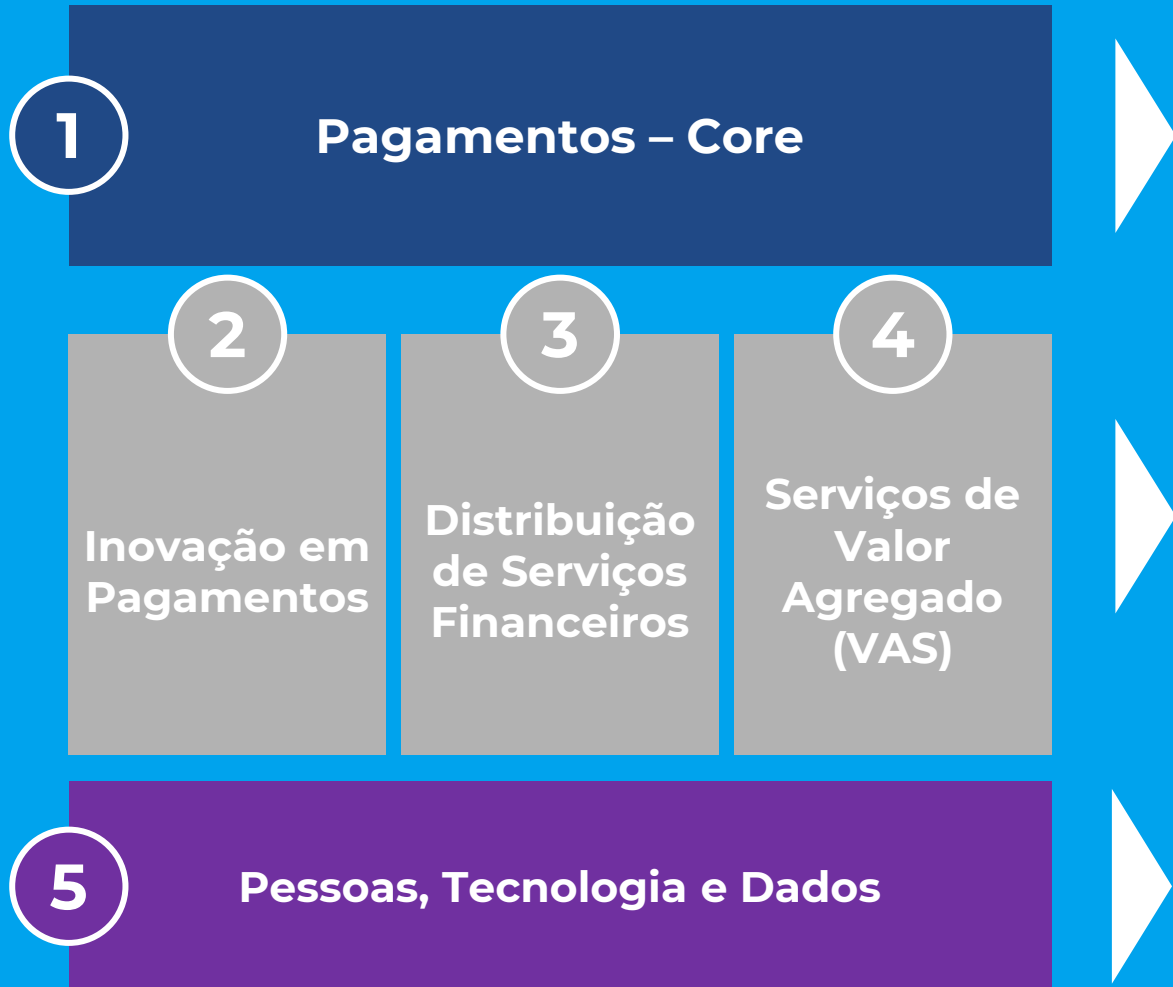 1
Pagamentos – Core
2
Inovação em
Pagamentos
3
Distribuição
de Serviços
Financeiros
4
Serviços de
Valor
Agregado
(VAS)
5
Pessoas, Tecnologia e Dados